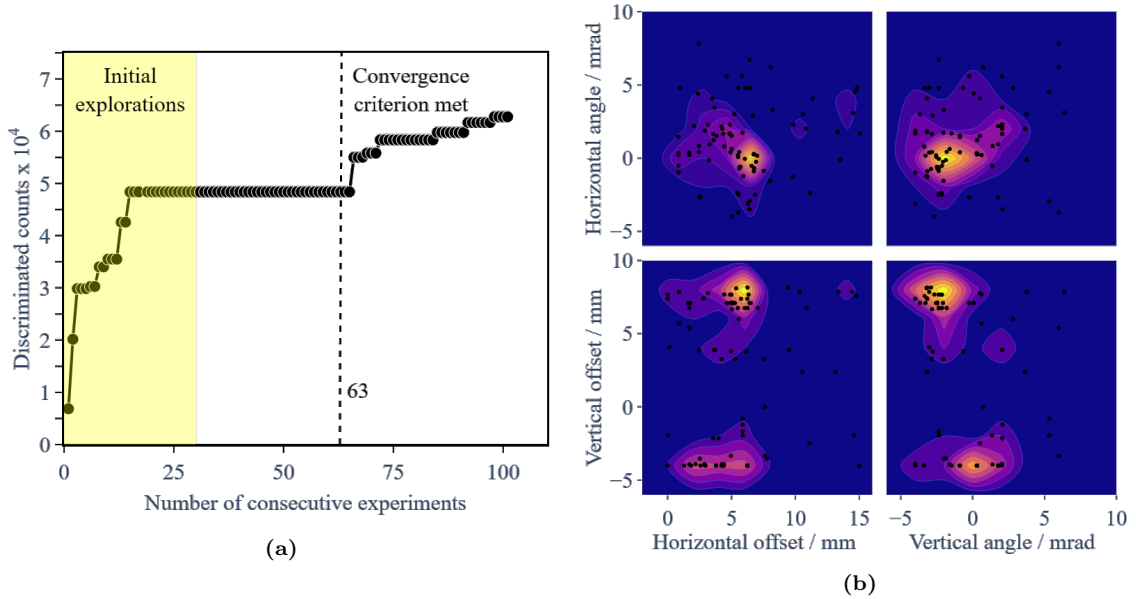 Discriminated counts x 10^4
7
6
5
4
3
2
1
0
Initial
explorations
Convergence
criterion met
63
0
25
50
75
100
Number of consecutive experiments
(a)
Horizontal angle / mrad
10
5
0
−5
Vertical offset / mm
10
5
0
−5
0
5
10
15
Horizontal offset / mm
−5
0
5
10
Vertical angle / mrad
(b)